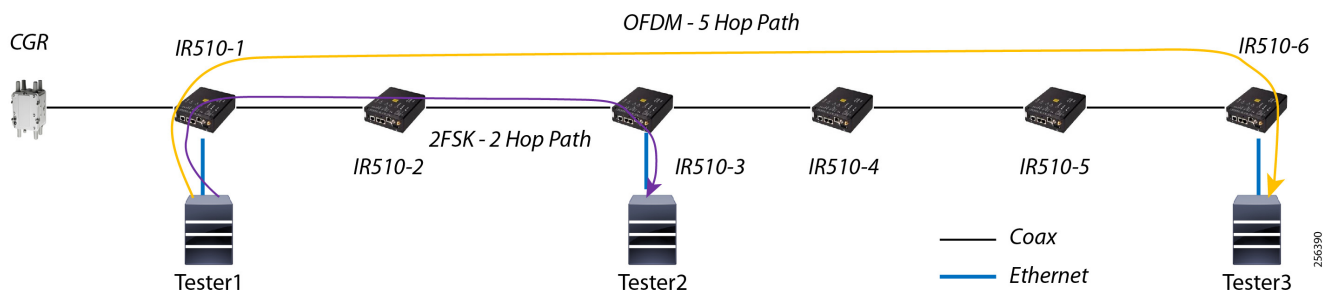 OFDM - 5 Hop Path
CGR
IR510-1
IR510-6
2FSK - 2 Hop Path
IR510-2
IR510-3
IR510-4
IR510-5
Coax
Ethernet
Tester1
Tester2
Tester3
256390